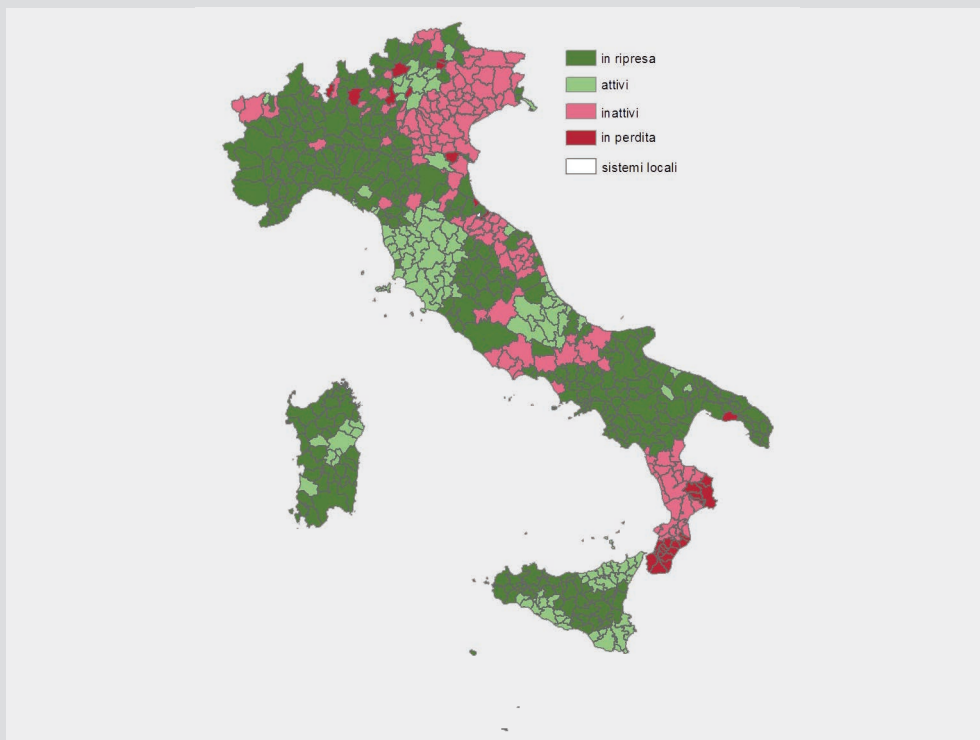 in ripresa
attivi
inattivi
in perdita
sistemi locali